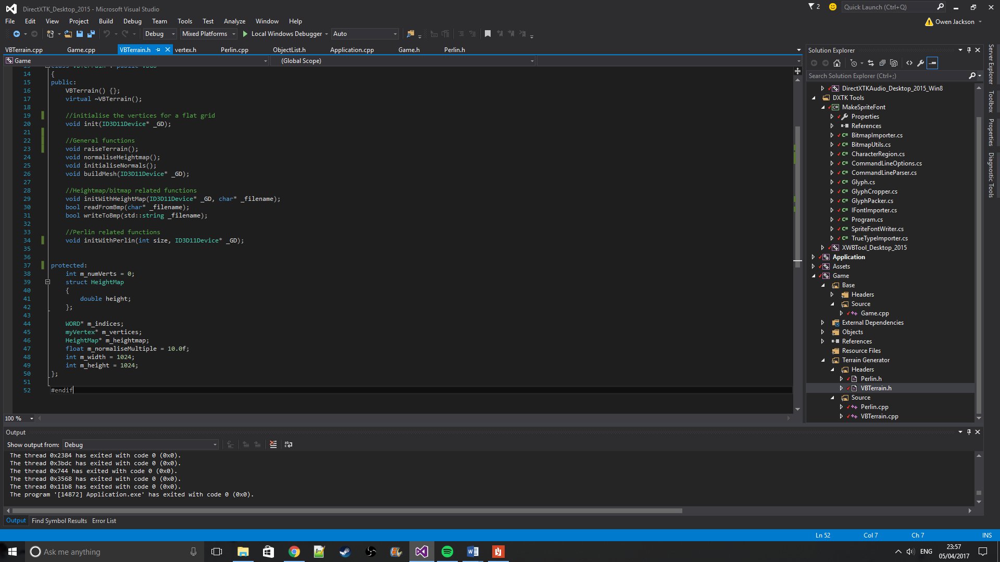 DirectXTK_Desktop_2015 - Microsoft Visual Studio
2
Quick Launch (Ctrl+Q)
File Edit View Project Build Debug Team Tools Test Analyze Window Help
Owen Jackson
Debug Mixed Platforms Local Windows Debugger Auto
VBTerrain.cpp Game.cpp VBTerrain.h vertex.h Perlin.cpp ObjectList.h Application.cpp Game.h Perlin.h
Game (Global Scope)
14 {
15 public:
16 VBTerrain() {};
17 virtual ~VBTerrain();
18
19 //initialise the vertices for a flat grid
20 void init(ID3D11Device* _GD);
21
22 //General functions
23 void raiseTerrain();
24 void normaliseHeightmap();
25 void initialiseNormals();
26 void buildMesh(ID3D11Device* _GD);
27
28 //Heightmap/bitmap related functions
29 void initWithHeightMap(ID3D11Device* _GD, char* _filename);
30 bool readFromBmp(char* _filename);
31 bool writeToBmp(std::string _filename);
32
33 //Perlin related functions
34 void initWithPerlin(int size, ID3D11Device* _GD);
35
36
37 protected:
38 int m_numVerts = 0;
39 struct HeightMap
40 {
41 double height;
42 };
43
44 WORD* m_indices;
45 myVertex* m_vertices;
46 HeightMap* m_heightmap;
47 float m_normaliseMultiple = 10.0f;
48 int m_width = 1024;
49 int m_height = 1024;
50 };
51
52 #endif
100 %
Solution Explorer
Search Solution Explorer (Ctrl+;)
DirectXTKAudio_Desktop_2015_Win8
DXTK Tools
C# MakeSpriteFont
Properties
References
C# BitmapImporter.cs
C# BitmapUtils.cs
C# CharacterRegion.cs
C# CommandLineOptions.cs
C# CommandLineParser.cs
C# Glyph.cs
C# GlyphCropper.cs
C# GlyphPacker.cs
C# IFontImporter.cs
C# Program.cs
C# SpriteFontWriter.cs
C# TrueTypeImporter.cs
XWBTool_Desktop_2015
Application
Assets
Game
Base
Headers
Source
Game.cpp
External Dependencies
Objects
References
Resource Files
Terrain Generator
Headers
Perlin.h
VBTerrain.h
Source
Perlin.cpp
VBTerrain.cpp
Server Explorer
Toolbox
Properties
Diagnostic Tools
Output
Show output from: Debug
The thread 0x2384 has exited with code 0 (0x0).
The thread 0x3bdc has exited with code 0 (0x0).
The thread 0x744 has exited with code 0 (0x0).
The thread 0x3568 has exited with code 0 (0x0).
The thread 0x11b8 has exited with code 0 (0x0).
The program '[14872] Application.exe' has exited with code 0 (0x0).
Output Find Symbol Results Error List
Ln 52 Col 7 Ch 7 INS
Ask me anything
ENG
23:57
05/04/2017